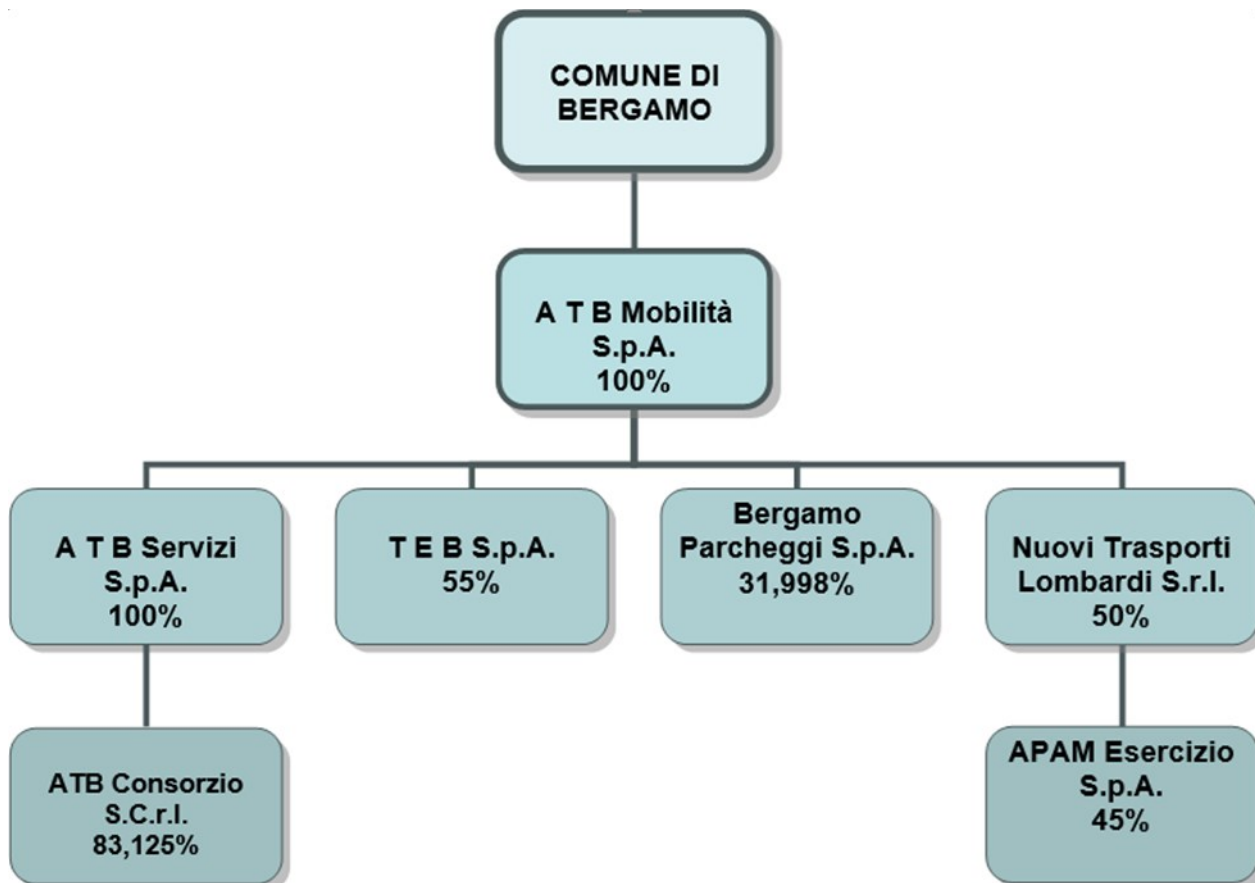 COMUNE DI
BERGAMO
A T B Mobilità
S.p.A.
100%
A T B Servizi
S.p.A.
100%
T E B S.p.A.
55%
Bergamo
Parcheggi S.p.A.
31,998%
Nuovi Trasporti
Lombardi S.r.l.
50%
ATB Consorzio
S.C.r.l.
83,125%
APAM Esercizio
S.p.A.
45%